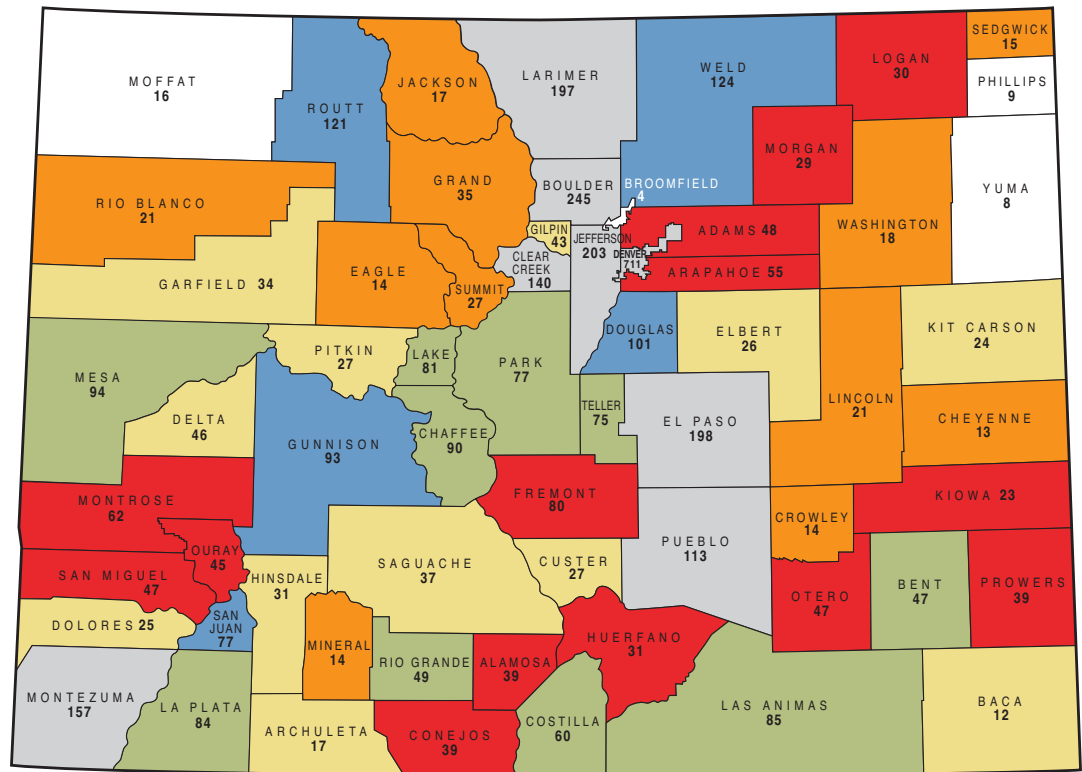 MOFFAT
16
ROUTT
121
JACKSON
17
LARIMER
197
WELD
124
LOGAN
30
SEDGWICK
15
PHILLIPS
9
MORGAN
29
YUMA
8
RIO BLANCO
21
GRAND
35
BOULDER
245
BROOMFIELD
4
GILPIN
43
JEFFERSON
203
ADAMS 48
WASHINGTON
18
GARFIELD 34
EAGLE
14
SUMMIT
27
CLEAR
CREEK
140
DENVER
711
ARAPAHOE 55
DOUGLAS
101
ELBERT
26
KIT CARSON
24
MESA
94
PITKIN
27
LAKE
81
PARK
77
TELLER
75
EL PASO
198
LINCOLN
21
CHEYENNE
13
DELTA
46
GUNNISON
93
CHAFFEE
90
MONTROSE
62
FREMONT
80
KIOWA 23
CROWLEY
14
PUEBLO
113
OURAY
45
SAN MIGUEL
47
HINSDALE
31
SAGUACHE
37
CUSTER
27
OTERO
47
BENT
47
PROWERS
39
DOLORES 25
SAN
JUAN
77
MINERAL
14
RIO GRANDE
49
ALAMOSA
39
HUERFANO
31
MONTEZUMA
157
LA PLATA
84
ARCHULETA
17
CONEJOS
39
COSTILLA
60
LAS ANIMAS
85
BACA
12